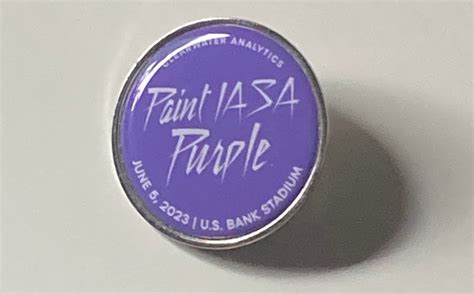 CLEARWATER ANALYTICS
Paint IASA
Purple
JUNE 5, 2023 | U.S. BANK STADIUM